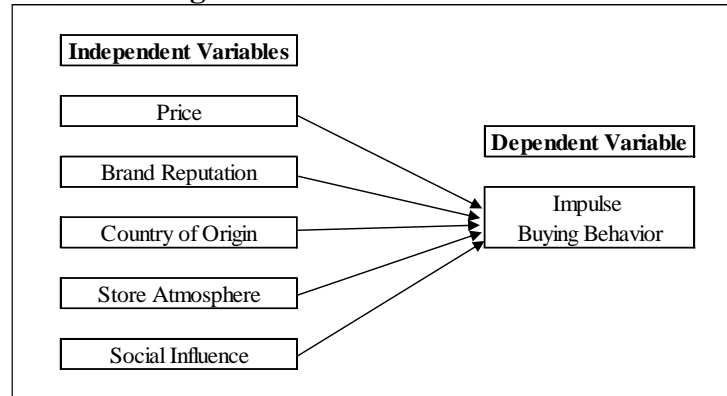 Independent Variables
Price
Brand Reputation
Country of Origin
Store Atmosphere
Social Influence
Dependent Variable
Impulse
Buying Behavior